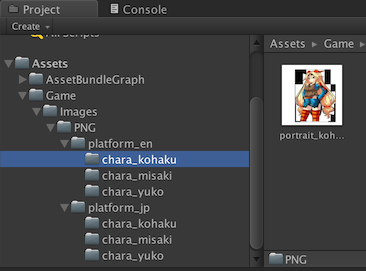 Project
Console
Create
All Scripts
Assets
AssetBundleGraph
Game
Images
PNG
platform_en
chara_kohaku
chara_misaki
chara_yuko
platform_jp
chara_kohaku
chara_misaki
chara_yuko
Assets ▸ Game ▸
portrait_koh...
PNG